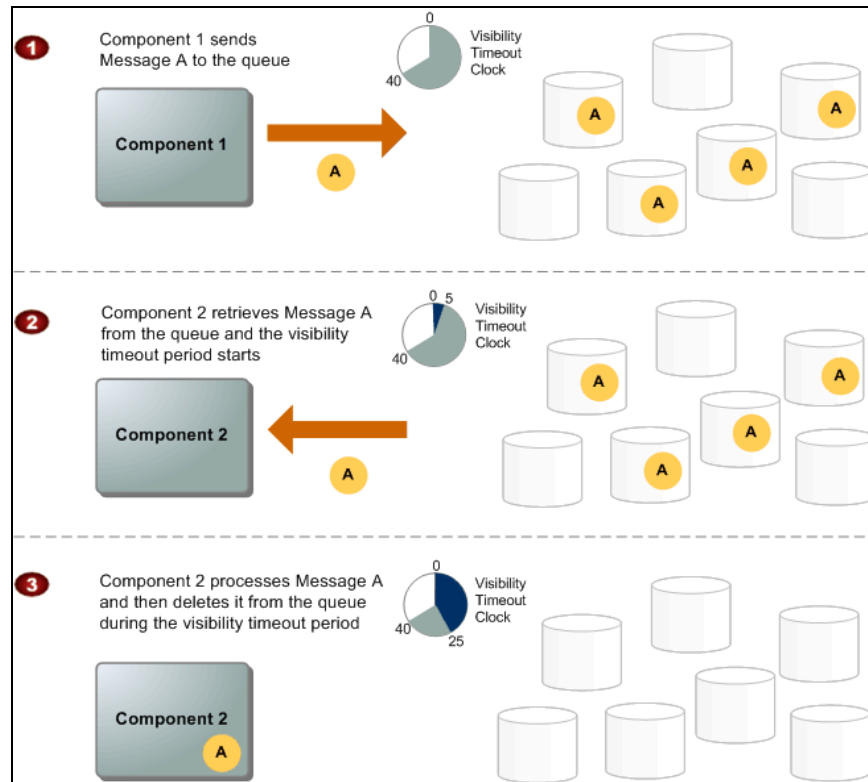 1
Component 1 sends
Message A to the queue
0
40
Visibility
Timeout
Clock
Component 1
A
A
A
A
A
2
Component 2 retrieves Message A
from the queue and the visibility
timeout period starts
0 5
40
Visibility
Timeout
Clock
Component 2
A
A
A
A
A
3
Component 2 processes Message A
and then deletes it from the queue
during the visibility timeout period
0
40
25
Visibility
Timeout
Clock
Component 2
A